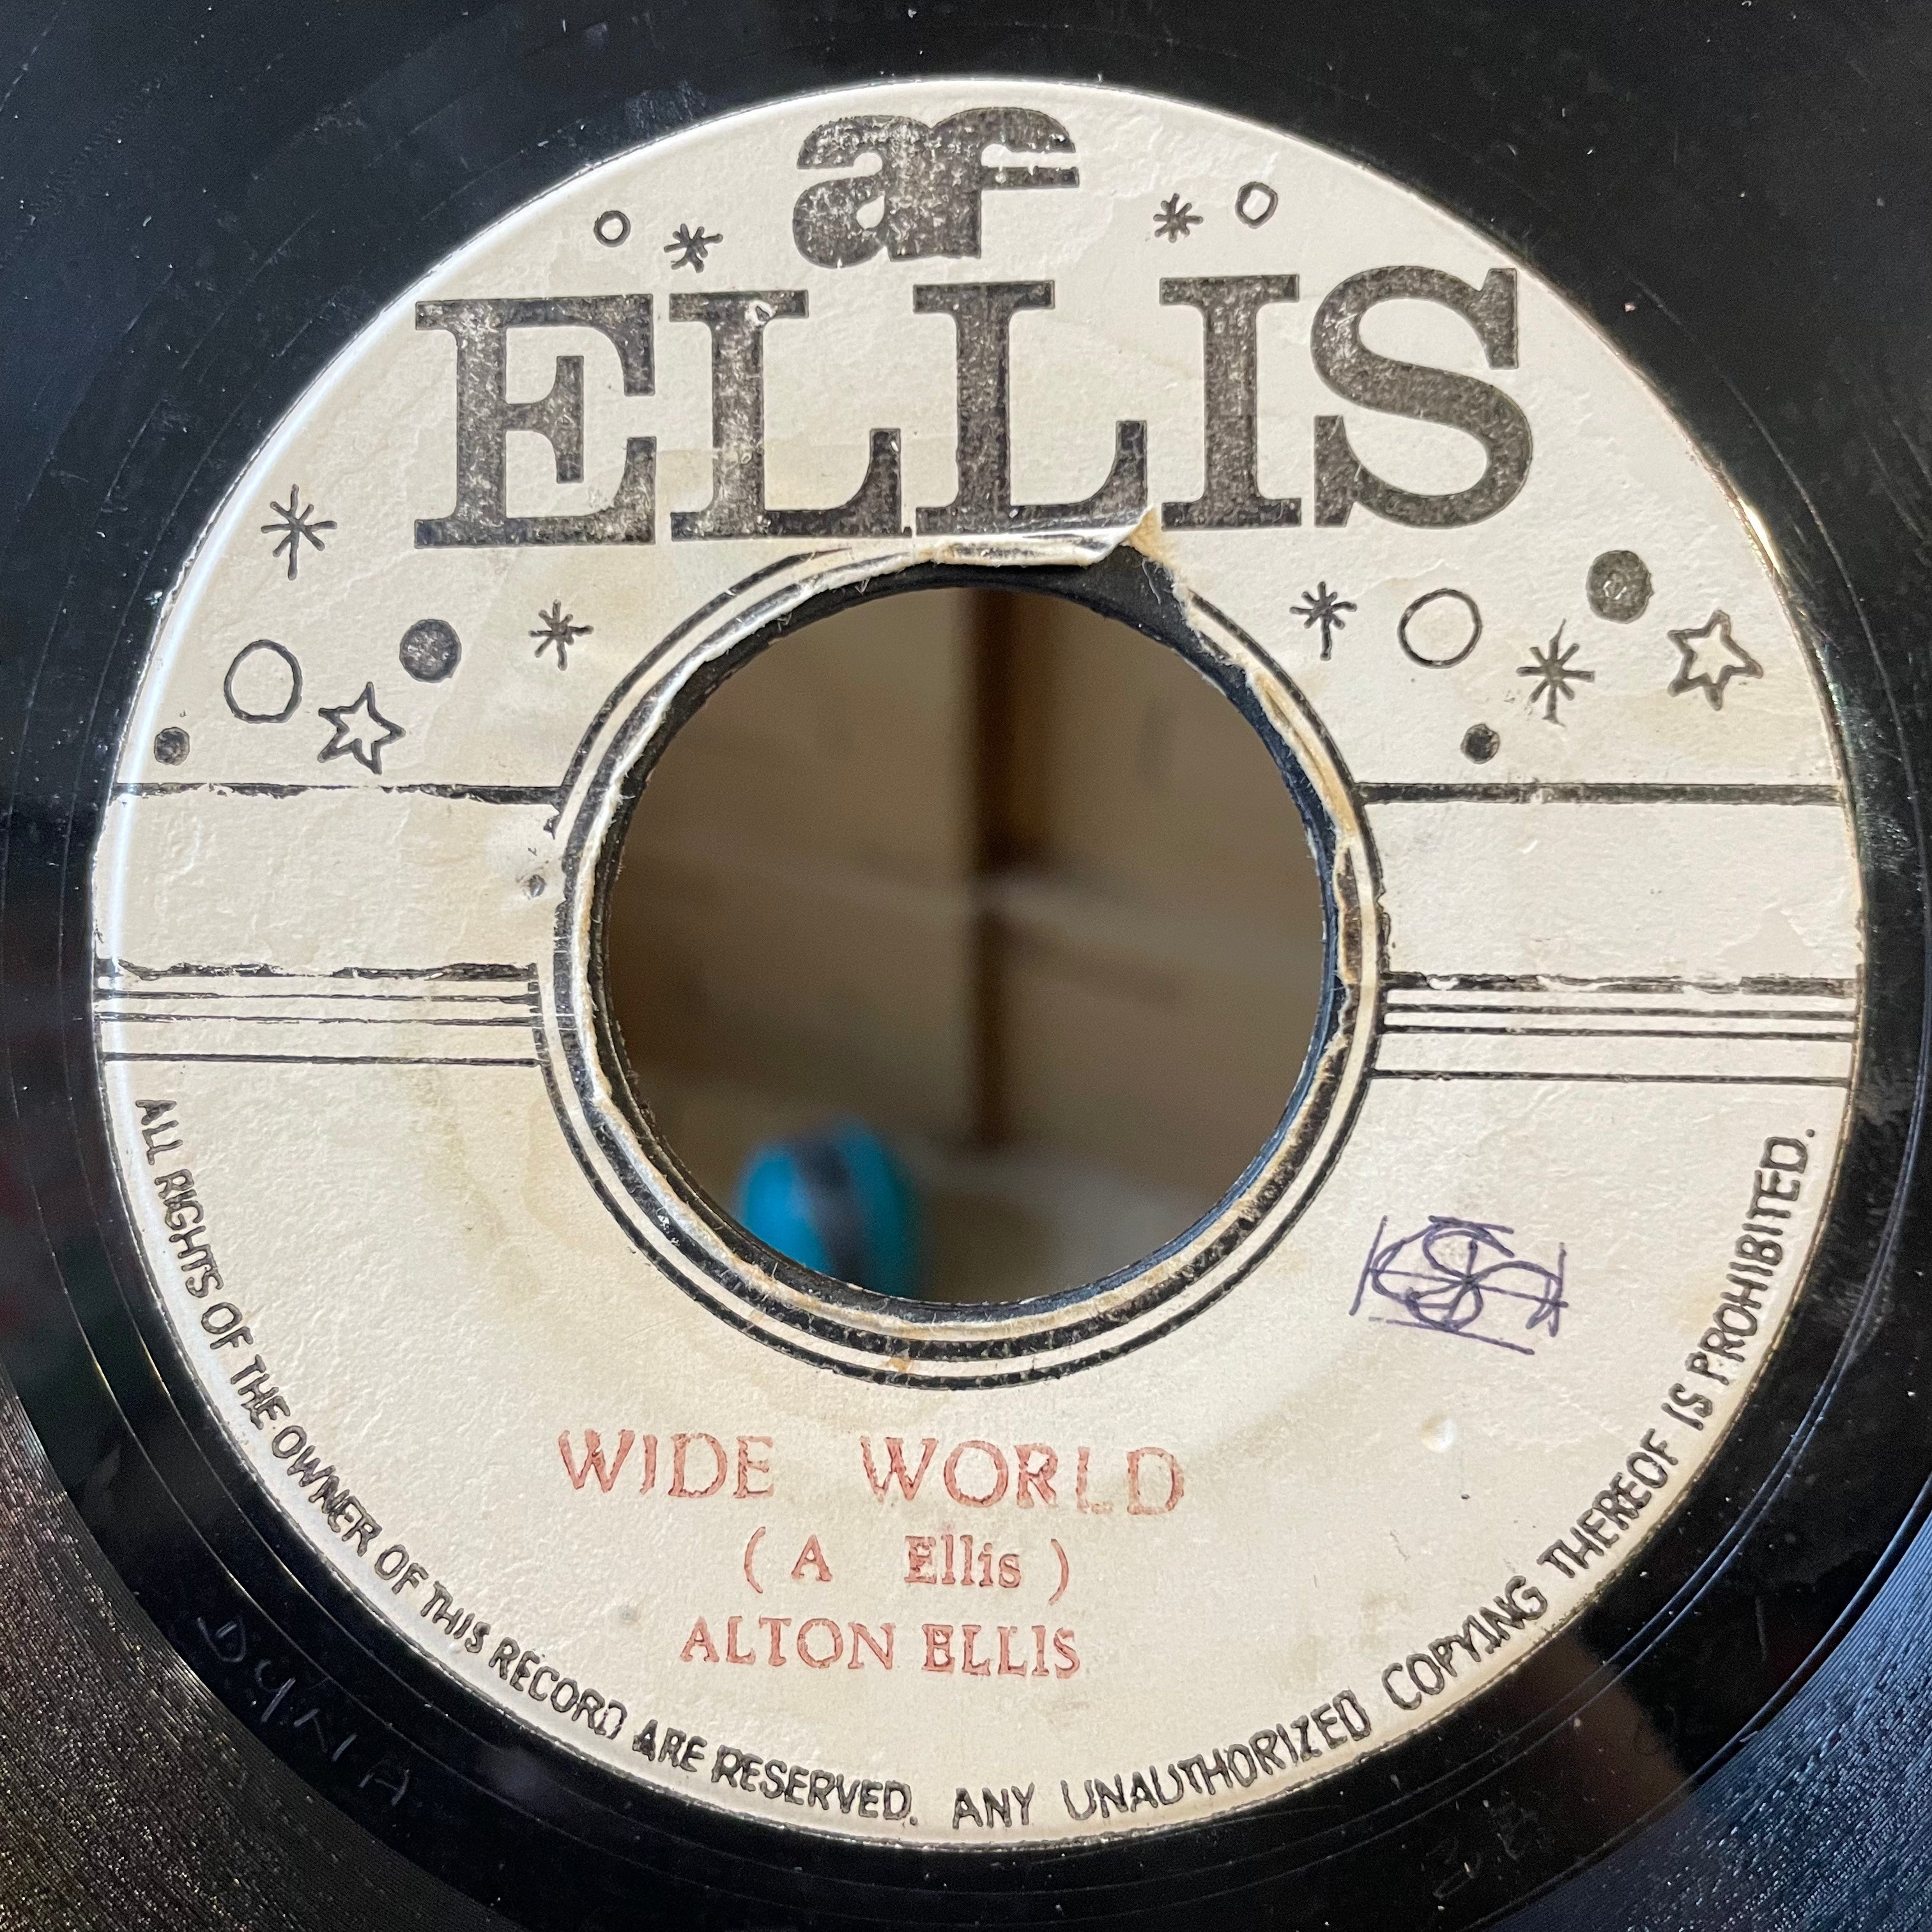 af
ELLIS
WIDE WORLD
( A Ellis )
ALTON ELLIS
ALL RIGHTS OF THE OWNER OF THIS RECORD ARE RESERVED. ANY UNAUTHORIZED COPYING THEREOF IS PROHIBITED.
DYNA